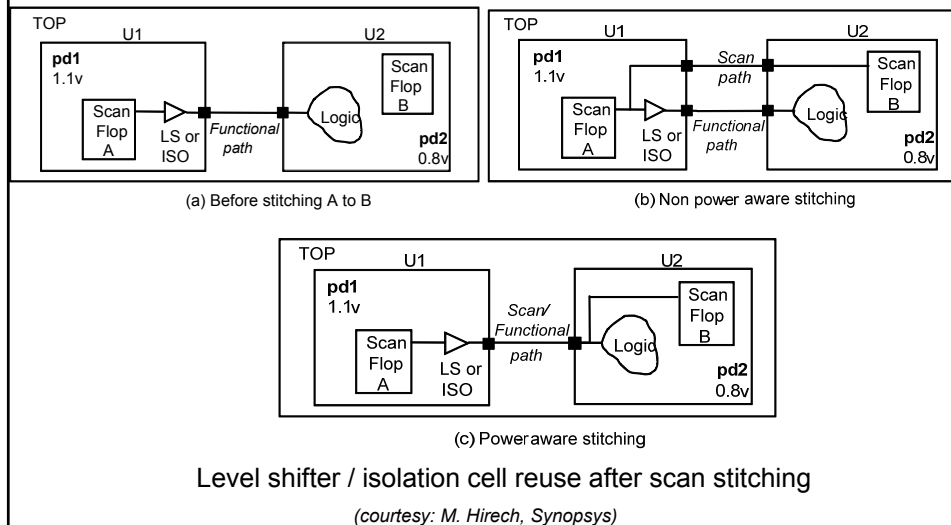 TOP
U1
U2
pd1
1.1v
Scan
Flop
A
LS or
ISO
Functional
path
Logic
Scan
Flop
B
pd2
0.8v
(a) Before stitching A to B
TOP
U1
U2
pd1
1.1v
Scan
path
Scan
Flop
A
LS or
ISO
Functional
path
Logic
Scan
Flop
B
pd2
0.8v
(b) Non power aware stitching
TOP
U1
U2
pd1
1.1v
Scan
Flop
A
LS or
ISO
Scan/
Functional
path
Logic
Scan
Flop
B
pd2
0.8v
(c) Power aware stitching
Level shifter / isolation cell reuse after scan stitching
(courtesy: M. Hirech, Synopsys)